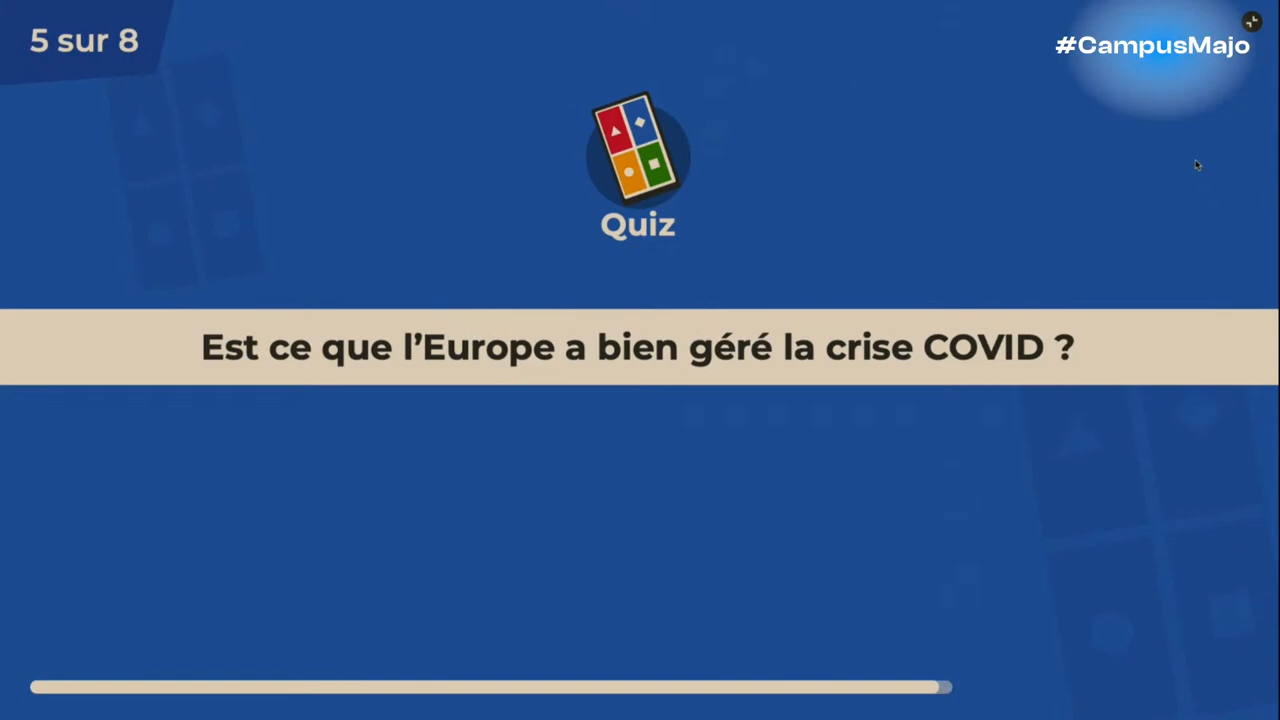 5 sur 8
#CampusMajo
Quiz
Est ce que l’Europe a bien géré la crise COVID ?